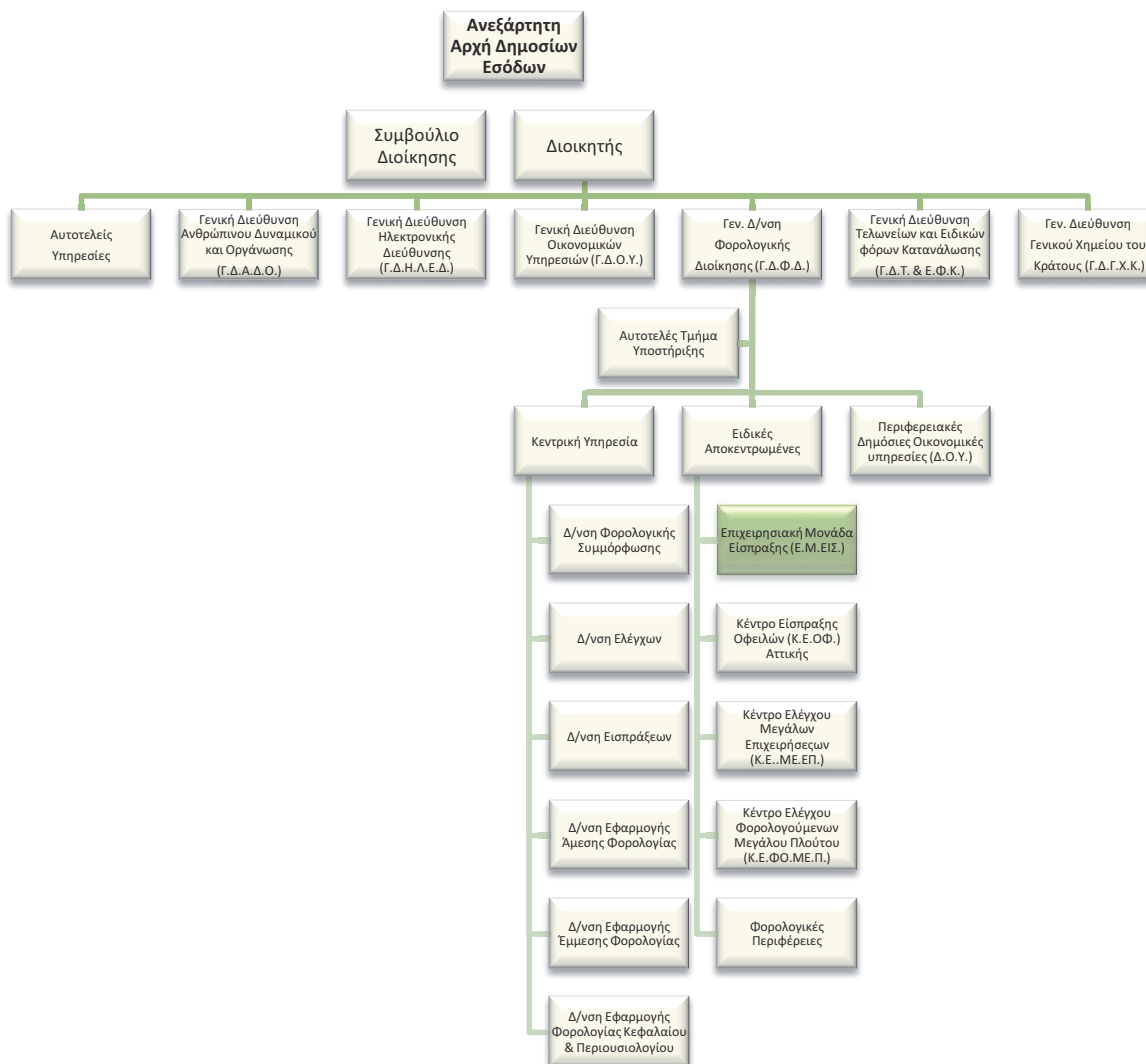 Ανεξάρτητη
Αρχή Δημοσίων
Εσόδων
Συμβούλιο
Διοίκησης
Διοικητής
Αυτοτελείς
Υπηρεσίες
Γενική Διεύθυνση
Ανθρώπινου Δυναμικού
και Οργάνωσης
(Γ.Δ.Α.Δ.Ο.)
Γενική Διεύθυνση
Ηλεκτρονικής
Διεύθυνσης
(Γ.Δ.Η.Λ.Ε.Δ.)
Γενική Διεύθυνση
Οικονομικών
Υπηρεσιών (Γ.Δ.Ο.Υ.)
Γεν. Δ/νση
Φορολογικής
Διοίκησης (Γ.Δ.Φ.Δ.)
Γενική Διεύθυνση
Τελωνείων και Ειδικών
φόρων Κατανάλωσης
(Γ.Δ.Τ. & Ε.Φ.Κ.)
Γεν. Διεύθυνση
Γενικού Χημείου του
Κράτους (Γ.Δ.Γ.Χ.Κ.)
Αυτοτελές Τμήμα
Υποστήριξης
Κεντρική Υπηρεσία
Ειδικές
Αποκεντρωμένες
Περιφερειακές
Δημόσιες Οικονομικές
υπηρεσίες (Δ.Ο.Υ.)
Δ/νση Φορολογικής
Συμμόρφωσης
Δ/νση Ελέγχων
Δ/νση Εισπράξεων
Δ/νση Εφαρμογής
Άμεσης Φορολογίας
Δ/νση Εφαρμογής
Έμμεσης Φορολογίας
Δ/νση Εφαρμογής
Φορολογίας Κεφαλαίου
& Περιουσιολογίου
Επιχειρησιακή Μονάδα
Είσπραξης (Ε.Μ.ΕΙΣ.)
Κέντρο Είσπραξης
Οφειλών (Κ.Ε.ΟΦ.)
Αττικής
Κέντρο Ελέγχου
Μεγάλων
Επιχειρήσεςων
(Κ.Ε..ΜΕ.ΕΠ.)
Κέντρο Ελέγχου
Φορολογούμενων
Μεγάλου Πλούτου
(Κ.Ε.ΦΟ.ΜΕ.Π.)
Φορολογικές
Περιφέρειες